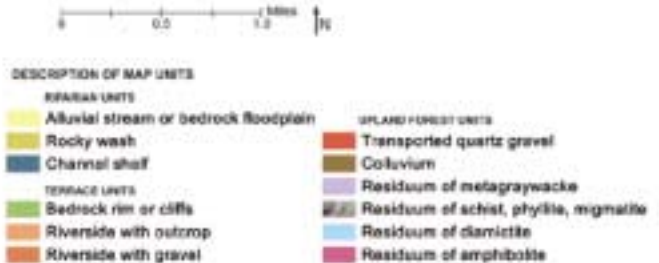 0 0.5 1.0 Miles N
DESCRIPTION OF MAP UNITS
RIPARIAN UNITS
Alluvial stream or bedrock floodplain
Rocky wash
Channel shelf
TERRACE UNITS
Bedrock rim or cliffs
Riverside with outcrop
Riverside with gravel
UPLAND FOREST UNITS
Transported quartz gravel
Colluvium
Residuum of metagraywacke
Residuum of schist, phyllite, migmatite
Residuum of diamictite
Residuum of amphibolite